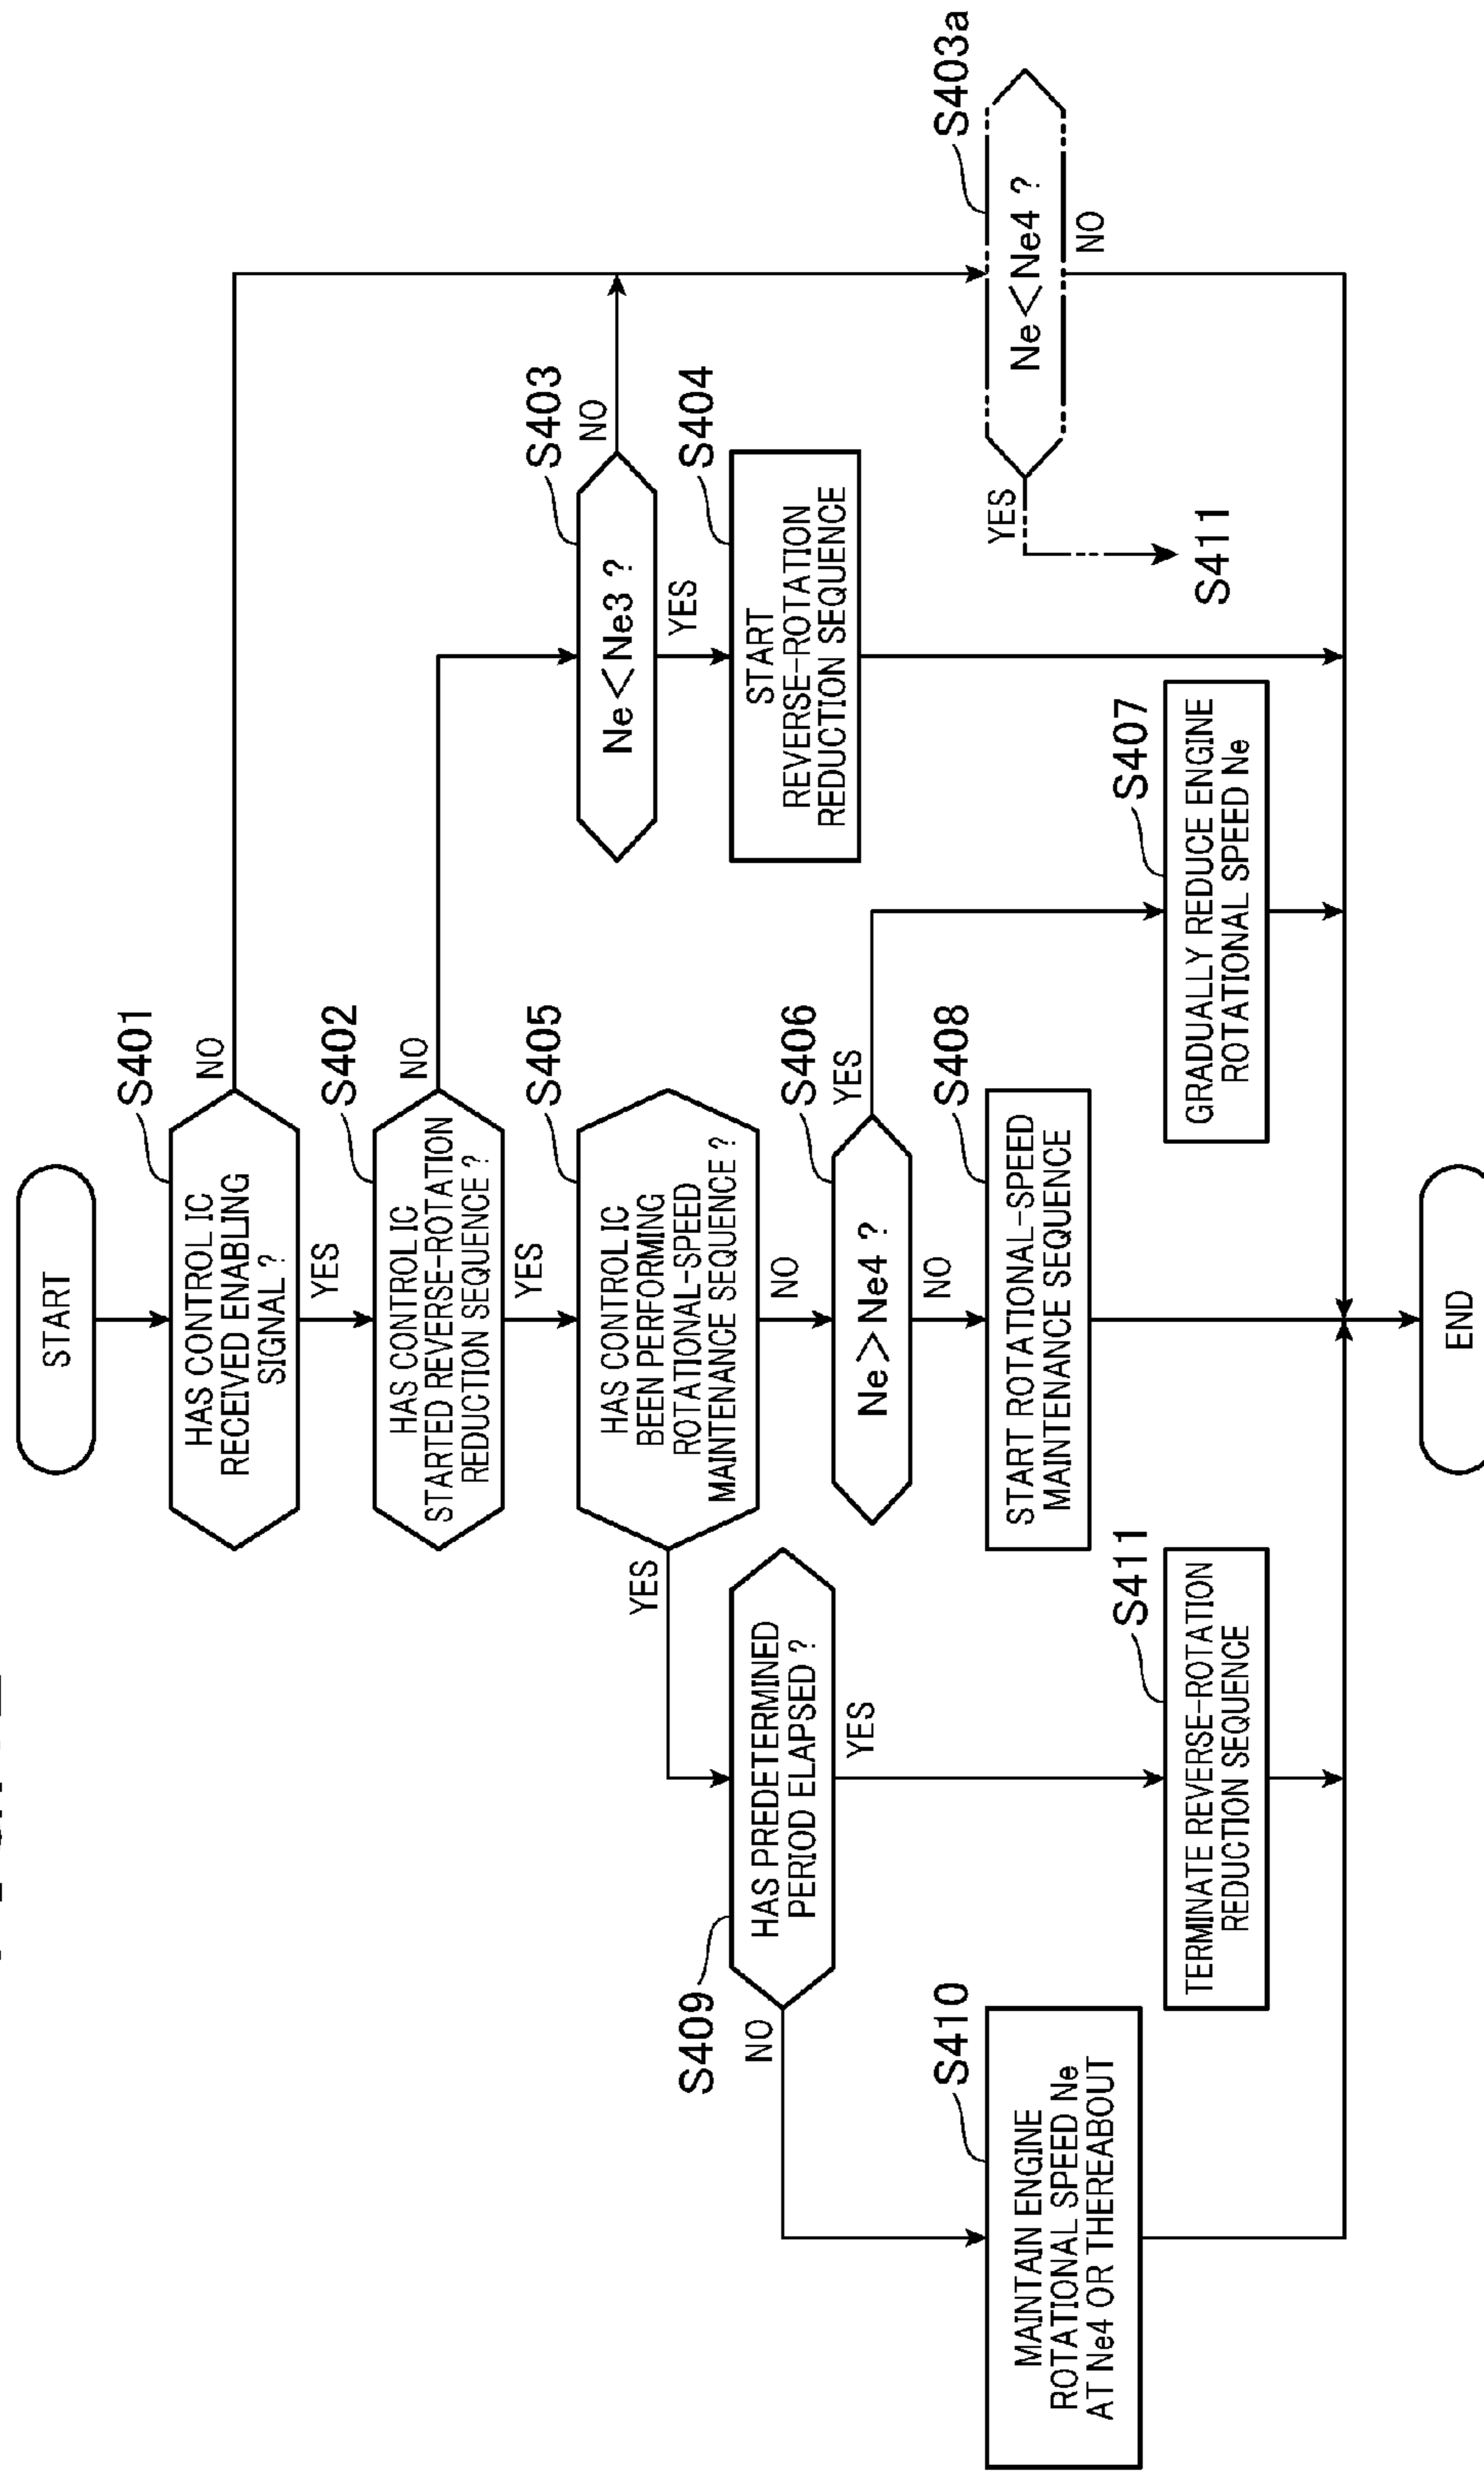 START
S401
HAS CONTROL IC
RECEIVED ENABLING
SIGNAL ?
NO
YES
S402
HAS CONTROL IC
STARTED REVERSE-ROTATION
REDUCTION SEQUENCE ?
NO
YES
S403
Ne<Ne3 ?
NO
YES
S404
START
REVERSE-ROTATION
REDUCTION SEQUENCE
S403a
Ne<Ne4 ?
YES
NO
S411
S405
HAS CONTROL IC
BEEN PERFORMING
ROTATIONAL-SPEED
MAINTENANCE SEQUENCE ?
YES
NO
S406
Ne>Ne4 ?
YES
NO
S407
GRADUALLY REDUCE ENGINE
ROTATIONAL SPEED Ne
S408
START ROTATIONAL-SPEED
MAINTENANCE SEQUENCE
S409
HAS PREDETERMINED
PERIOD ELAPSED ?
NO
YES
S410
MAINTAIN ENGINE
ROTATIONAL SPEED Ne
AT Ne4 OR THEREABOUT
S411
TERMINATE REVERSE-ROTATION
REDUCTION SEQUENCE
END